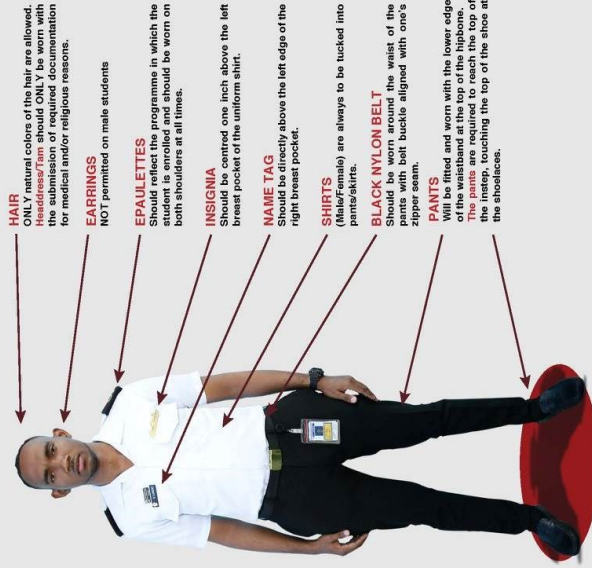 HAIR
ONLY natural colors of the hair are allowed.
Headdress/Tam should ONLY be worn with
the submission of required documentation
for medical and/or religious reasons.
EARRINGS
NOT permitted on male students
EPAULETTES
Should reflect the programme in which the
student is enrolled and should be worn on
both shoulders at all times.
INSIGNIA
Should be centred one inch above the left
breast pocket of the uniform shirt.
NAME TAG
Should be directly above the left edge of the
right breast pocket.
SHIRTS
(Male/Female) are always to be tucked into
pants/skirts.
BLACK NYLON BELT
Should be worn around the waist of the
pants with belt buckle aligned with one's
zipper seam.
PANTS
Will be fitted and worn with the lower edge
of the waistband at the top of the hipbone.
The pants are required to reach the top of
the instep, touching the top of the shoe at
the shoelaces.